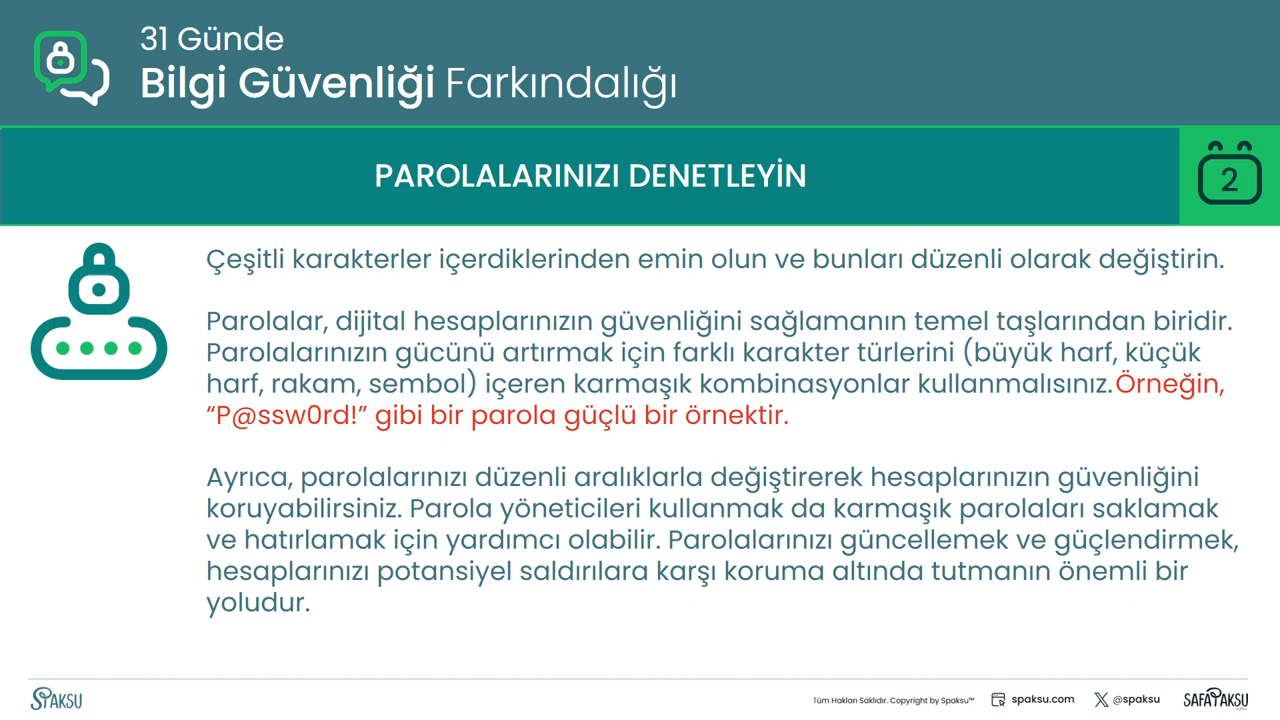 31 Günde
Bilgi Güvenliği Farkındalığı
PAROLALARINIZI DENETLEYİN
2
Çeşitli karakterler içerdiklerinden emin olun ve bunları düzenli olarak değiştirin.
Parolalar, dijital hesaplarınızın güvenliğini sağlamanın temel taşlarından biridir.
Parolalarınızın gücünü artırmak için farklı karakter türlerini (büyük harf, küçük
harf, rakam, sembol) içeren karmaşık kombinasyonlar kullanmalısınız. Örneğin,
“P@ssw0rd!” gibi bir parola güçlü bir örnektir.
Ayrıca, parolalarınızı düzenli aralıklarla değiştirerek hesaplarınızın güvenliğini
koruyabilirsiniz. Parola yöneticileri kullanmak da karmaşık parolaları saklamak
ve hatırlamak için yardımcı olabilir. Parolalarınızı güncellemek ve güçlendirmek,
hesaplarınızı potansiyel saldırılara karşı koruma altında tutmanın önemli bir
yoludur.
SPAKSU
Tüm Hakları Saklıdır. Copyright by Spaksu™
spaksu.com
@spaksu
SAFAPAKSU